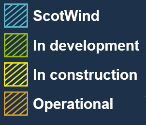 ScotWind
In development
In construction
Operational